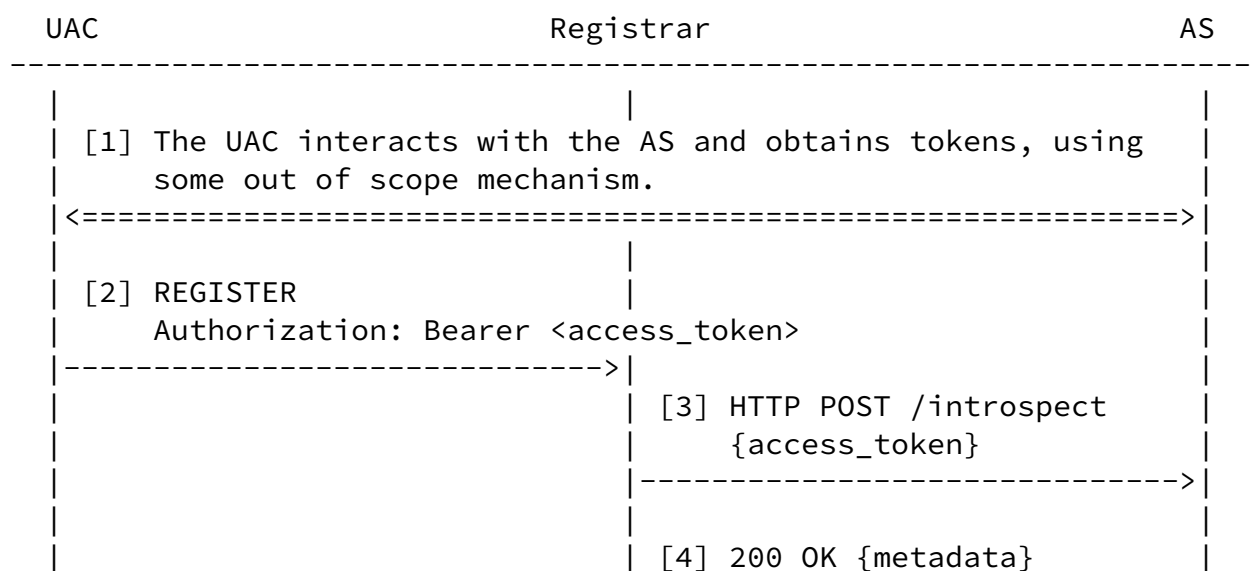 UAC Registrar AS
[1] The UAC interacts with the AS and obtains tokens, using
some out of scope mechanism.
[2] REGISTER
Authorization: Bearer <access_token>
[3] HTTP POST /introspect
{access_token}
[4] 200 OK {metadata}